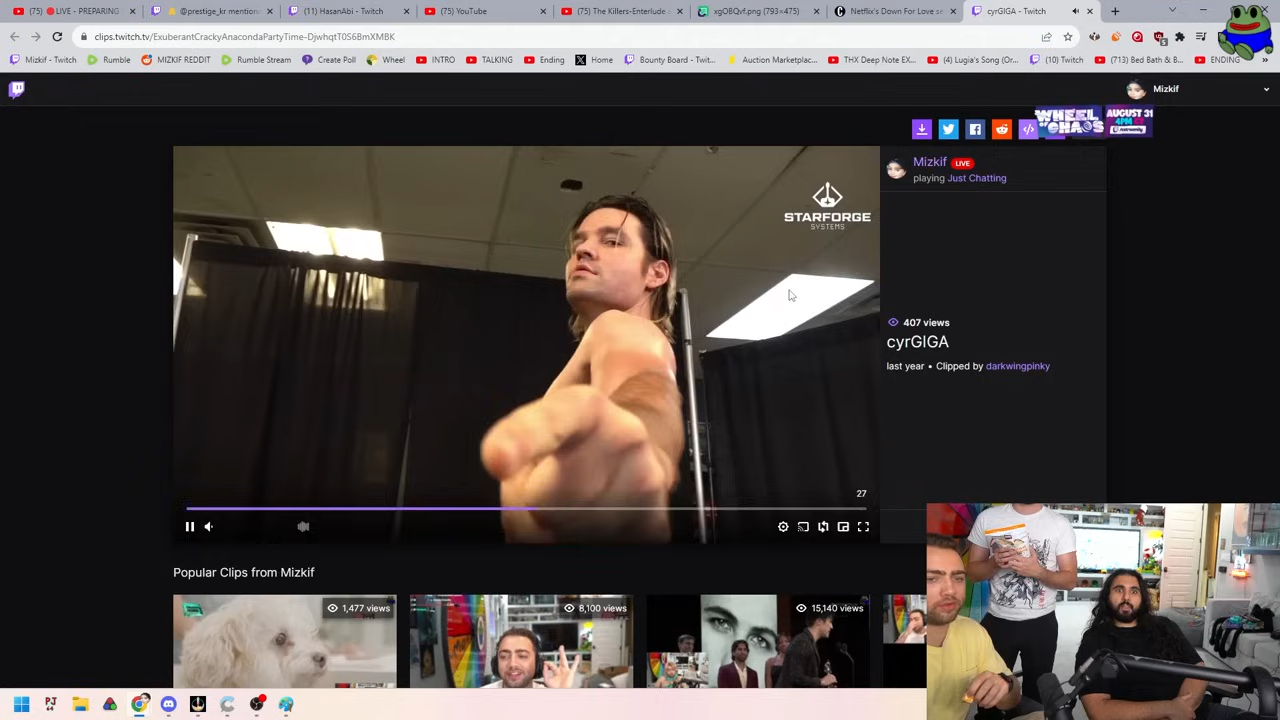 (75) 🔴 LIVE - PREPARING
@prestige_kr mention
(11) HasanAbi - Twitch
(75) YouTube
(75) The Killers-Enterlude
xgOBQvf.png (793×475)
Netflix's Down For Love se
cyrGIGA - Twitch
clips.twitch.tv/ExuberantCrackyAnacondaPartyTime-DjwhqtT0S6BmXMBK
Mizkif - Twitch
Rumble
MIZKIF REDDIT
Rumble Stream
Create Poll
Wheel
INTRO
TALKING
Ending
Home
Bounty Board - Twit...
Auction Marketplac...
THX Deep Note EX...
(4) Lugia's Song (Or...
(10) Twitch
(713) Bed Bath & B...
ENDING
Mizkif
WHEEL OF CHAOS
AUGUST 31
4PM
STARFORGE
SYSTEMS
Mizkif LIVE
playing Just Chatting
407 views
cyrGIGA
last year • Clipped by darkwingpinky
27
Popular Clips from Mizkif
1,477 views
8,100 views
15,140 views
PJ
64